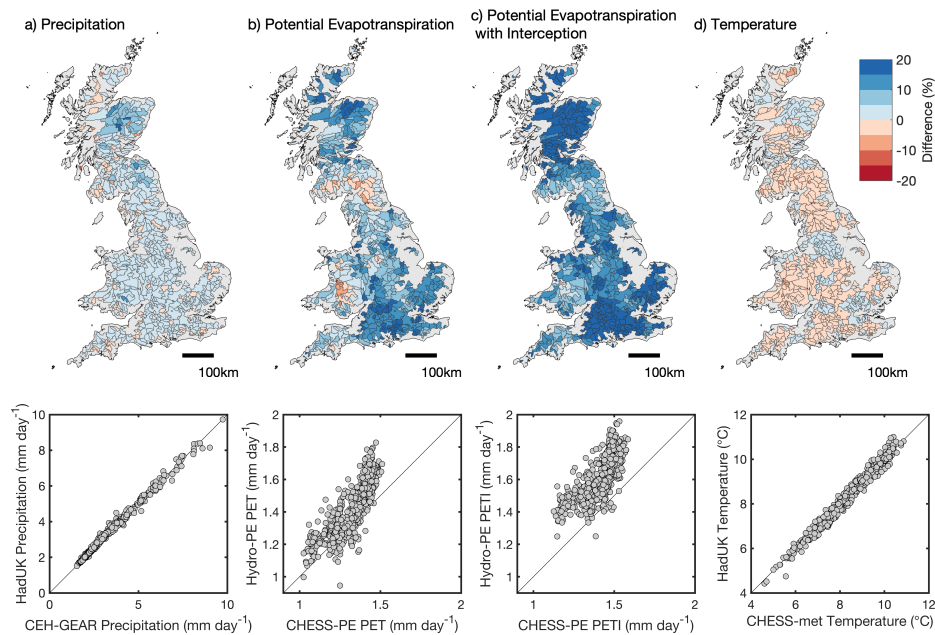 a) Precipitation
b) Potential Evapotranspiration
c) Potential Evapotranspiration
with Interception
d) Temperature
20
10
0
-10
-20
Difference (%)
100km
100km
100km
100km
HadUK Precipitation (mm day-1)
10
8
6
4
2
0
0
5
10
CEH-GEAR Precipitation (mm day-1)
Hydro-PE PET (mm day-1)
2
1.8
1.6
1.4
1.2
1
1
1.5
2
CHESS-PE PET (mm day-1)
Hydro-PE PETI (mm day-1)
2
1.8
1.6
1.4
1.2
1
1
1.5
2
CHESS-PE PETI (mm day-1)
HadUK Temperature (°C)
12
10
8
6
4
4
6
8
10
12
CHESS-met Temperature (°C)